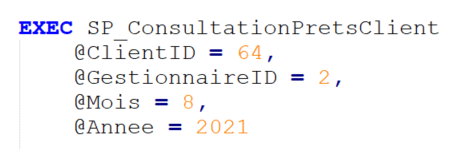 EXEC SP_ConsultationPretsClient
@ClientID = 64,
@GestionnaireID = 2,
@Mois = 8,
@Annee = 2021